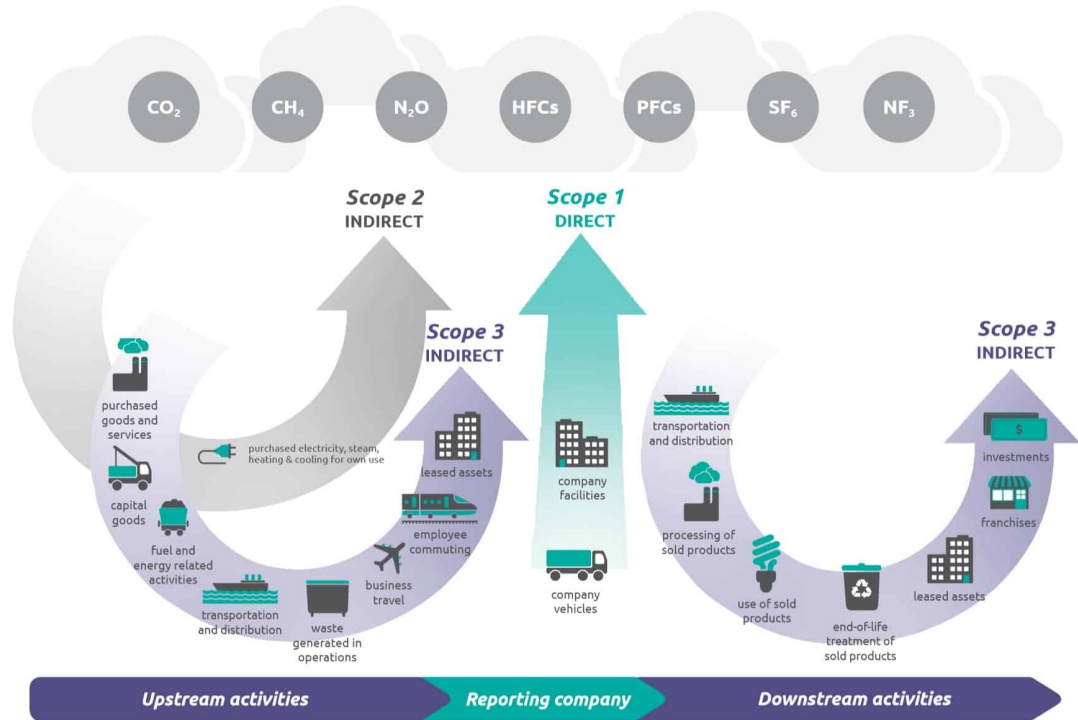 CO₂
CH₄
N₂O
HFCs
PFCs
SF₆
NF₃
Scope 2
INDIRECT
Scope 1
DIRECT
Scope 3
INDIRECT
Scope 3
INDIRECT
purchased
goods and
services
capital
goods
fuel and
energy related
activities
transportation
and distribution
waste
generated in
operations
business
travel
employee
commuting
leased assets
purchased electricity, steam,
heating & cooling for own use
company
facilities
company
vehicles
transportation
and distribution
processing of
sold products
use of sold
products
end-of-life
treatment of
sold products
leased assets
franchises
investments
$
Upstream activities
Reporting company
Downstream activities